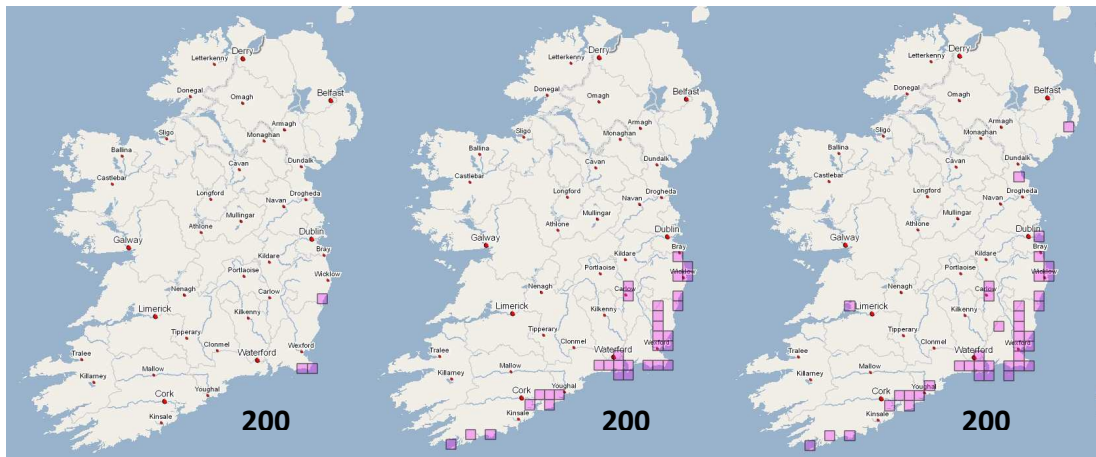 Derry
Letterkenny
Donegal
Omagh
Belfast
Armagh
Sligo
Monaghan
Ballina
Cavan
Dundalk
Castlebar
Longford
Drogheda
Navan
Mullingar
Athlone
Dublin
Galway
Bray
Kildare
Portlaoise
Wicklow
Nenagh
Carlow
Limerick
Kilkenny
Tipperary
Clonmel
Wexford
Tralee
Waterford
Mallow
Killarney
Youghal
Cork
Kinsale
200
Derry
Letterkenny
Donegal
Omagh
Belfast
Armagh
Sligo
Monaghan
Ballina
Cavan
Dundalk
Castlebar
Longford
Drogheda
Navan
Mullingar
Athlone
Dublin
Galway
Bray
Kildare
Portlaoise
Wicklow
Nenagh
Carlow
Limerick
Kilkenny
Tipperary
Clonmel
Wexford
Tralee
Waterford
Mallow
Killarney
Youghal
Cork
Kinsale
200
Derry
Letterkenny
Donegal
Omagh
Belfast
Armagh
Sligo
Monaghan
Ballina
Cavan
Dundalk
Castlebar
Longford
Drogheda
Navan
Mullingar
Athlone
Dublin
Galway
Bray
Kildare
Portlaoise
Wicklow
Nenagh
Carlow
Limerick
Kilkenny
Tipperary
Clonmel
Wexford
Tralee
Waterford
Mallow
Killarney
Youghal
Cork
Kinsale
200